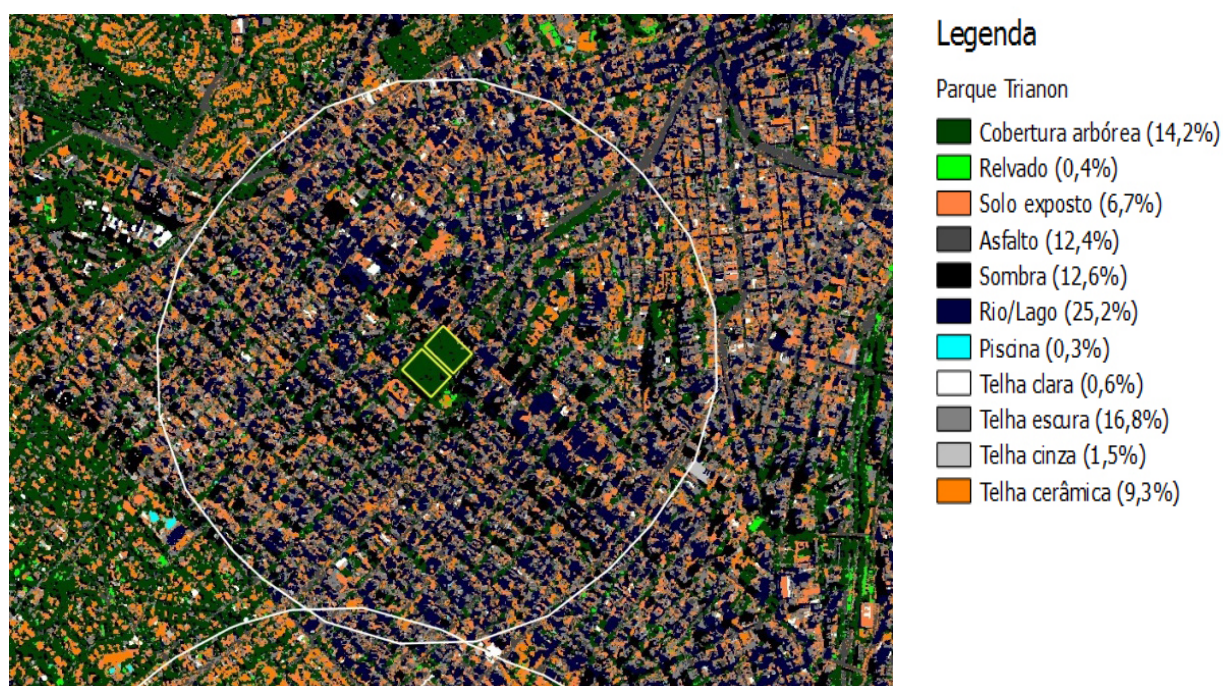 Legenda
Parque Trianon
Cobertura arbórea (14,2%)
Relvado (0,4%)
Solo exposto (6,7%)
Asfalto (12,4%)
Sombra (12,6%)
Rio/Lago (25,2%)
Piscina (0,3%)
Telha clara (0,6%)
Telha escura (16,8%)
Telha cinza (1,5%)
Telha cerâmica (9,3%)